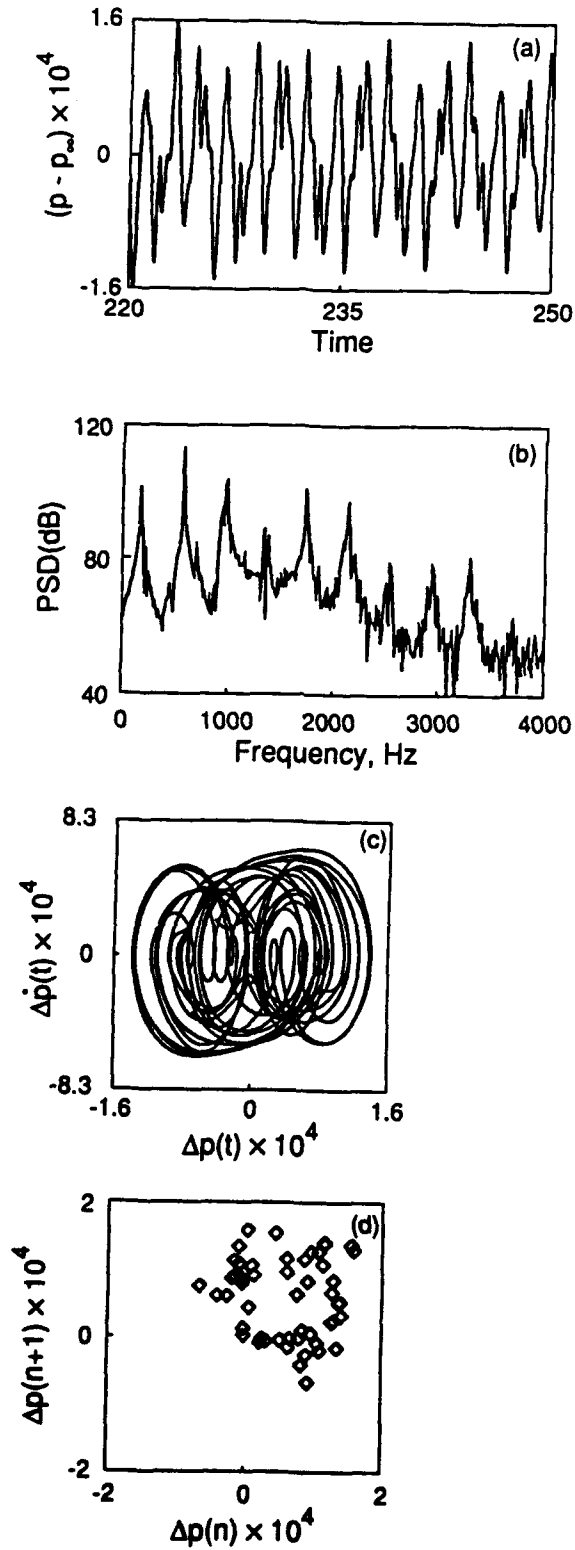 1.6
(a)
(p - p∞) × 10⁴
0
-1.6
220
235
250
Time
120
(b)
PSD(dB)
80
40
0
1000
2000
3000
4000
Frequency, Hz
8.3
(c)
Δṗ(t) × 10⁴
0
-8.3
-1.6
0
1.6
Δp(t) × 10⁴
2
(d)
Δp(n+1) × 10⁴
0
-2
-2
0
2
Δp(n) × 10⁴